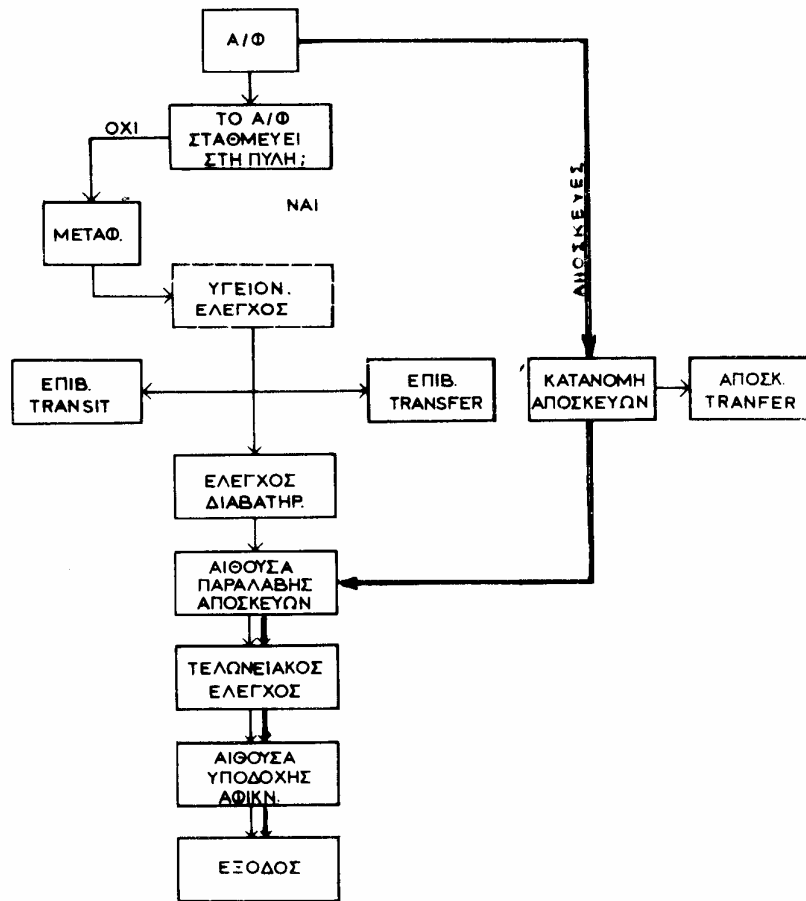 Α/Φ
ΤΟ Α/Φ
ΣΤΑΘΜΕΥΕΙ
ΣΤΗ ΠΥΛΗ;
ΟΧΙ
ΝΑΙ
ΑΠΟΣΚΕΥΕΣ
ΜΕΤΑΦ.
ΥΓΕΙΟΝ.
ΕΛΕΓΧΟΣ
ΕΠΙΒ.
TRANSIT
ΕΠΙΒ.
TRANSFER
ΚΑΤΑΝΟΜΗ
ΑΠΟΣΚΕΥΩΝ
ΑΠΟΣΚ.
TRANFER
ΕΛΕΓΧΟΣ
ΔΙΑΒΑΤΗΡ.
ΑΙΘΟΥΣΑ
ΠΑΡΑΛΑΒΗΣ
ΑΠΟΣΚΕΥΩΝ
ΤΕΛΩΝΕΙΑΚΟΣ
ΕΛΕΓΧΟΣ
ΑΙΘΟΥΣΑ
ΥΠΟΔΟΧΗΣ
ΑΦΙΚΝ.
ΕΞΟΔΟΣ